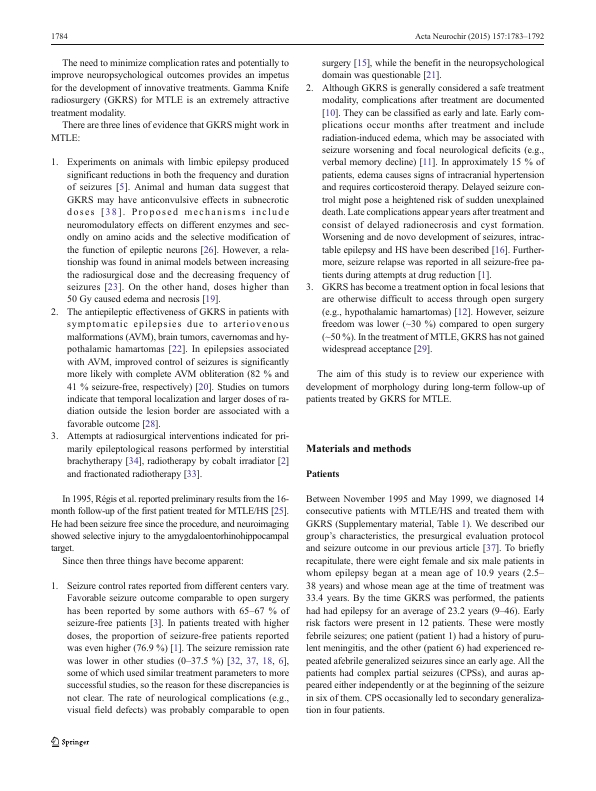 1784
Acta Neurochir (2015) 157:1783–1792
The need to minimize complication rates and potentially to
improve neuropsychological outcomes provides an impetus
for the development of innovative treatments. Gamma Knife
radiosurgery (GKRS) for MTLE is an extremely attractive
treatment modality.
There are three lines of evidence that GKRS might work in
MTLE:
1. Experiments on animals with limbic epilepsy produced
significant reductions in both the frequency and duration
of seizures [5]. Animal and human data suggest that
GKRS may have anticonvulsive effects in subnecrotic
doses [38]. Proposed mechanisms include
neuromodulatory effects on different enzymes and sec-
ondly on amino acids and the selective modification of
the function of epileptic neurons [26]. However, a rela-
tionship was found in animal models between increasing
the radiosurgical dose and the decreasing frequency of
seizures [23]. On the other hand, doses higher than
50 Gy caused edema and necrosis [19].
2. The antiepileptic effectiveness of GKRS in patients with
symptomatic epilepsies due to arteriovenous
malformations (AVM), brain tumors, cavernomas and hy-
pothalamic hamartomas [22]. In epilepsies associated
with AVM, improved control of seizures is significantly
more likely with complete AVM obliteration (82 % and
41 % seizure-free, respectively) [20]. Studies on tumors
indicate that temporal localization and larger doses of ra-
diation outside the lesion border are associated with a
favorable outcome [28].
3. Attempts at radiosurgical interventions indicated for pri-
marily epileptological reasons performed by interstitial
brachytherapy [34], radiotherapy by cobalt irradiator [2]
and fractionated radiotherapy [33].
In 1995, Régis et al. reported preliminary results from the 16-
month follow-up of the first patient treated for MTLE/HS [25].
He had been seizure free since the procedure, and neuroimaging
showed selective injury to the amygdaloentorhinohippocampal
target.
Since then three things have become apparent:
1. Seizure control rates reported from different centers vary.
Favorable seizure outcome comparable to open surgery
has been reported by some authors with 65–67 % of
seizure-free patients [3]. In patients treated with higher
doses, the proportion of seizure-free patients reported
was even higher (76.9 %) [1]. The seizure remission rate
was lower in other studies (0–37.5 %) [32, 37, 18, 6],
some of which used similar treatment parameters to more
successful studies, so the reason for these discrepancies is
not clear. The rate of neurological complications (e.g.,
visual field defects) was probably comparable to open
surgery [15], while the benefit in the neuropsychological
domain was questionable [21].
2. Although GKRS is generally considered a safe treatment
modality, complications after treatment are documented
[10]. They can be classified as early and late. Early com-
plications occur months after treatment and include
radiation-induced edema, which may be associated with
seizure worsening and focal neurological deficits (e.g.,
verbal memory decline) [11]. In approximately 15 % of
patients, edema causes signs of intracranial hypertension
and requires corticosteroid therapy. Delayed seizure con-
trol might pose a heightened risk of sudden unexplained
death. Late complications appear years after treatment and
consist of delayed radionecrosis and cyst formation.
Worsening and de novo development of seizures, intrac-
table epilepsy and HS have been described [16]. Further-
more, seizure relapse was reported in all seizure-free pa-
tients during attempts at drug reduction [1].
3. GKRS has become a treatment option in focal lesions that
are otherwise difficult to access through open surgery
(e.g., hypothalamic hamartomas) [12]. However, seizure
freedom was lower (~30 %) compared to open surgery
(~50 %). In the treatment of MTLE, GKRS has not gained
widespread acceptance [29].
The aim of this study is to review our experience with
development of morphology during long-term follow-up of
patients treated by GKRS for MTLE.
Materials and methods
Patients
Between November 1995 and May 1999, we diagnosed 14
consecutive patients with MTLE/HS and treated them with
GKRS (Supplementary material, Table 1). We described our
group's characteristics, the presurgical evaluation protocol
and seizure outcome in our previous article [37]. To briefly
recapitulate, there were eight female and six male patients in
whom epilepsy began at a mean age of 10.9 years (2.5–
38 years) and whose mean age at the time of treatment was
33.4 years. By the time GKRS was performed, the patients
had had epilepsy for an average of 23.2 years (9–46). Early
risk factors were present in 12 patients. These were mostly
febrile seizures; one patient (patient 1) had a history of puru-
lent meningitis, and the other (patient 6) had experienced re-
peated afebrile generalized seizures since an early age. All the
patients had complex partial seizures (CPSs), and auras ap-
peared either independently or at the beginning of the seizure
in six of them. CPS occasionally led to secondary generaliza-
tion in four patients.
Springer